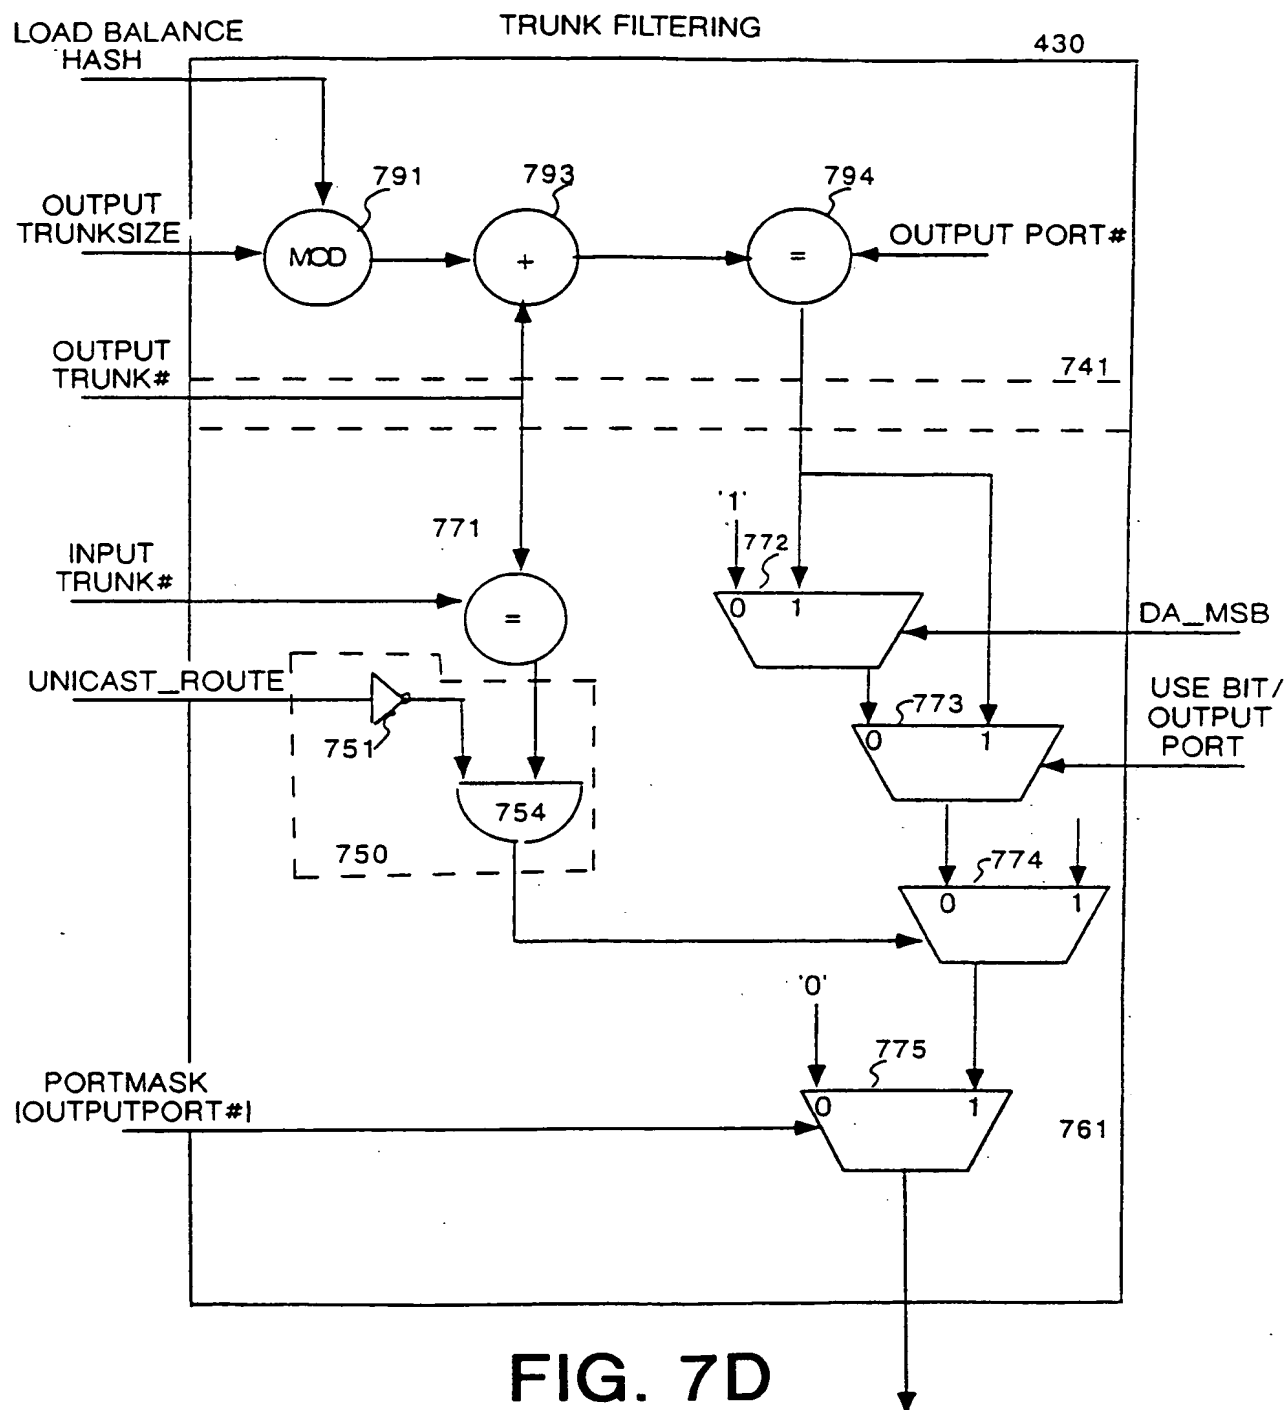 TRUNK FILTERING
430
LOAD BALANCE
HASH
791
793
794
OUTPUT
TRUNKSIZE
MOD
+
=
OUTPUT PORT#
OUTPUT
TRUNK#
741
'1'
771
772
INPUT
TRUNK#
0 1
=
DA_MSB
UNICAST_ROUTE
751
773
USE BIT/
OUTPUT
PORT
0 1
754
750
774
0 1
'0'
775
PORTMASK
[OUTPUTPORT#]
0 1
761
FIG. 7D